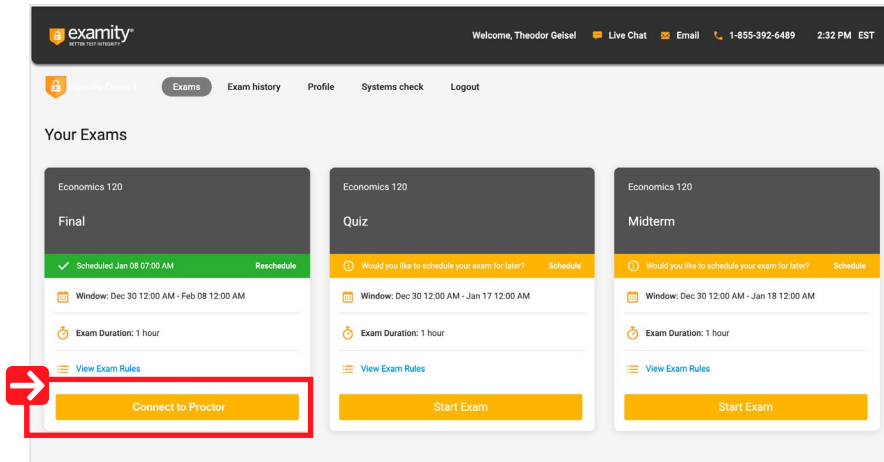 examity®
BETTER TEST INTEGRITY
Welcome, Theodor Geisel Live Chat Email 1-855-392-6489 2:32 PM EST
Exams Exam history Profile Systems check Logout
Your Exams
Economics 120
Final
Scheduled Jan 08 07:00 AM Reschedule
Window: Dec 30 12:00 AM - Feb 08 12:00 AM
Exam Duration: 1 hour
View Exam Rules
Connect to Proctor
Economics 120
Quiz
Would you like to schedule your exam for later? Schedule
Window: Dec 30 12:00 AM - Jan 17 12:00 AM
Exam Duration: 1 hour
View Exam Rules
Start Exam
Economics 120
Midterm
Would you like to schedule your exam for later? Schedule
Window: Dec 30 12:00 AM - Jan 18 12:00 AM
Exam Duration: 1 hour
View Exam Rules
Start Exam